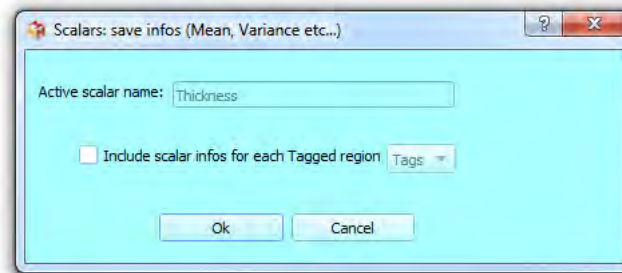 Scalars: save infos (Mean, Variance etc...)
?
Active scalar name: Thickness
Include scalar infos for each Tagged region Tags
Ok Cancel